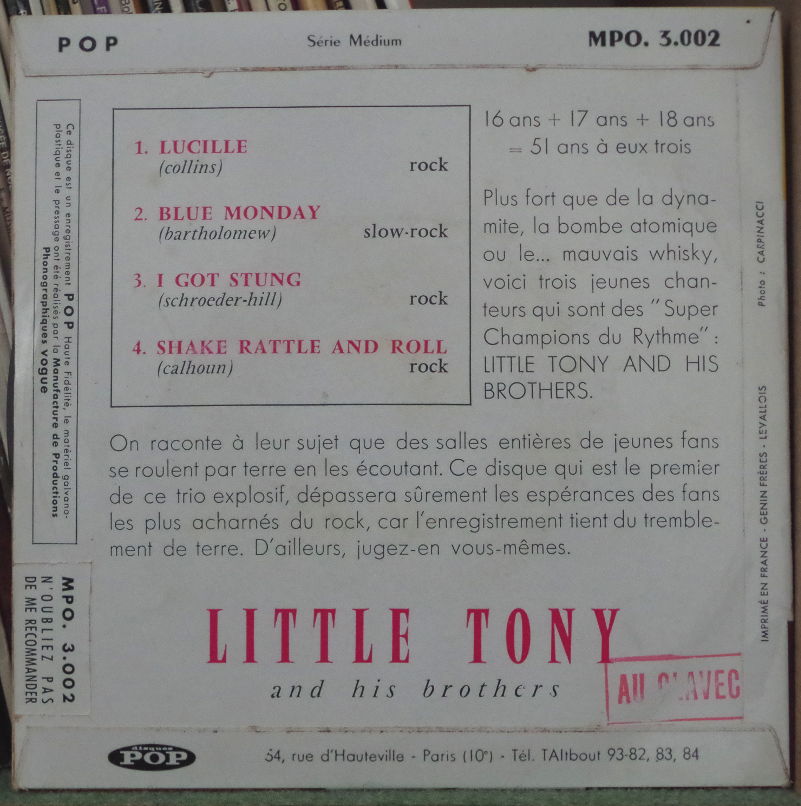 POP
Série Médium
MPO. 3.002
Ce disque est un enregistrement POP Haute Fidélité, le matériel galvano-
plastique et le pressage ont été réalisés par la Manufacture de Productions
Phonographiques VOGUE
1. LUCILLE
(collins) rock
2. BLUE MONDAY
(bartholomew) slow-rock
3. I GOT STUNG
(schroeder-hill) rock
4. SHAKE RATTLE AND ROLL
(calhoun) rock
16 ans + 17 ans + 18 ans
= 51 ans à eux trois
Plus fort que de la dyna-
mite, la bombe atomique
ou le... mauvais whisky,
voici trois jeunes chan-
teurs qui sont des "Super
Champions du Rythme" :
LITTLE TONY AND HIS
BROTHERS.
On raconte à leur sujet que des salles entières de jeunes fans
se roulent par terre en les écoutant. Ce disque qui est le premier
de ce trio explosif, dépassera sûrement les espérances des fans
les plus acharnés du rock, car l'enregistrement tient du tremble-
ment de terre. D'ailleurs, jugez-en vous-mêmes.
Photo : CARPINACCI
IMPRIMÉ EN FRANCE - GENIN FRÈRES - LEVALLOIS
MPO. 3.002
N'OUBLIEZ PAS
DE ME RECOMMANDER
LITTLE TONY
and his brothers
AU CLAVEC
disques
POP
54, rue d'Hauteville - Paris (10e) - Tél. TAItbout 93-82, 83, 84